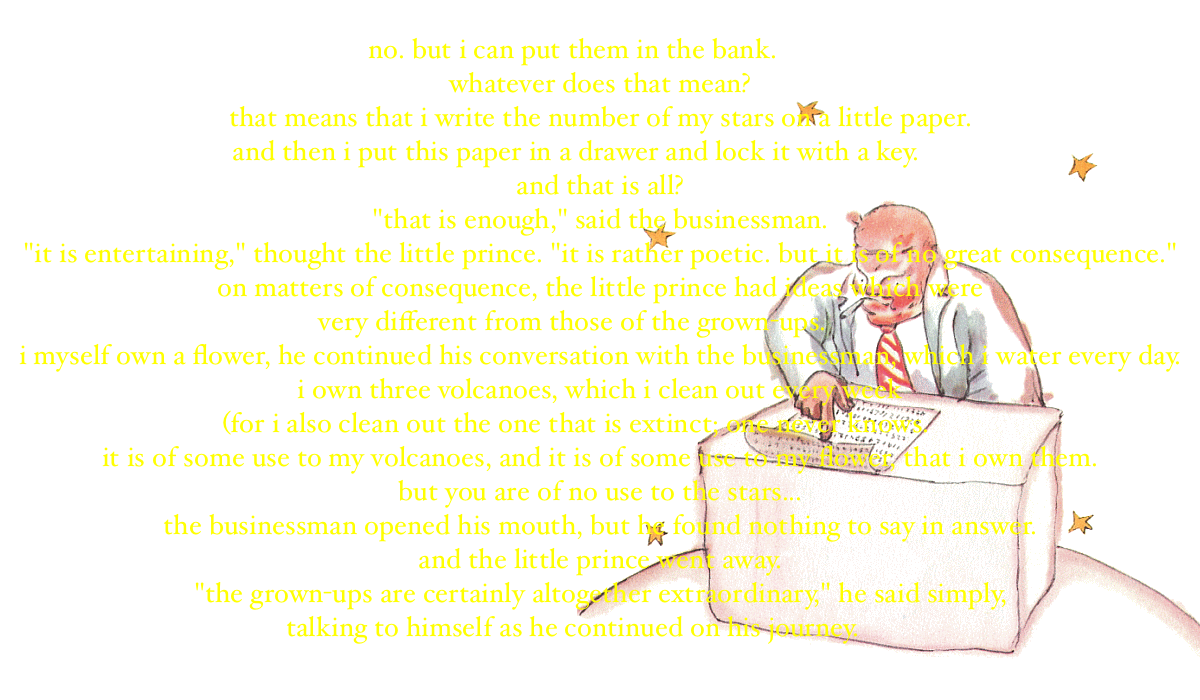 no. but i can put them in the bank.
whatever does that mean?
that means that i write the number of my stars on a little paper.
and then i put this paper in a drawer and lock it with a key.
and that is all?
"that is enough," said the businessman.
"it is entertaining," thought the little prince. "it is rather poetic. but it is of no great consequence."
on matters of consequence, the little prince had ideas which were
very different from those of the grown-ups.
i myself own a flower, he continued his conversation with the businessman, which i water every day.
i own three volcanoes, which i clean out every week
(for i also clean out the one that is extinct; one never knows.
it is of some use to my volcanoes, and it is of some use to my flower, that i own them.
but you are of no use to the stars...
the businessman opened his mouth, but he found nothing to say in answer.
and the little prince went away.
"the grown-ups are certainly altogether extraordinary," he said simply,
talking to himself as he continued on his journey.